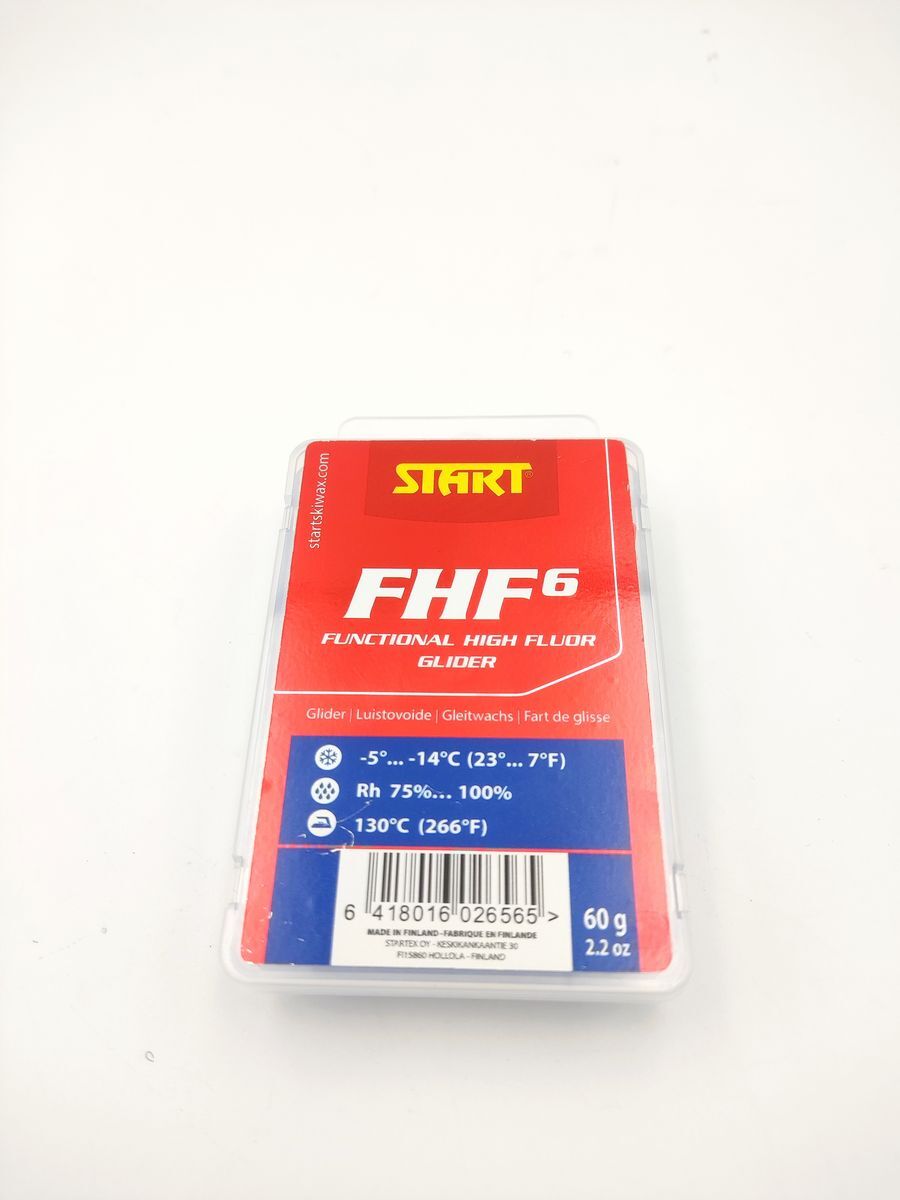 startskiwax.com
START®
FHF6
FUNCTIONAL HIGH FLUOR
GLIDER
Glider | Luistovoide | Gleitwachs | Fart de glisse
-5°... -14°C (23°... 7°F)
Rh 75%... 100%
130°C (266°F)
6 418016 026565 >
MADE IN FINLAND - FABRIQUE EN FINLANDE
STARTEX OY - KESKIKANKAANTIE 30
FI15860 HOLLOLA - FINLAND
60 g
2.2 oz